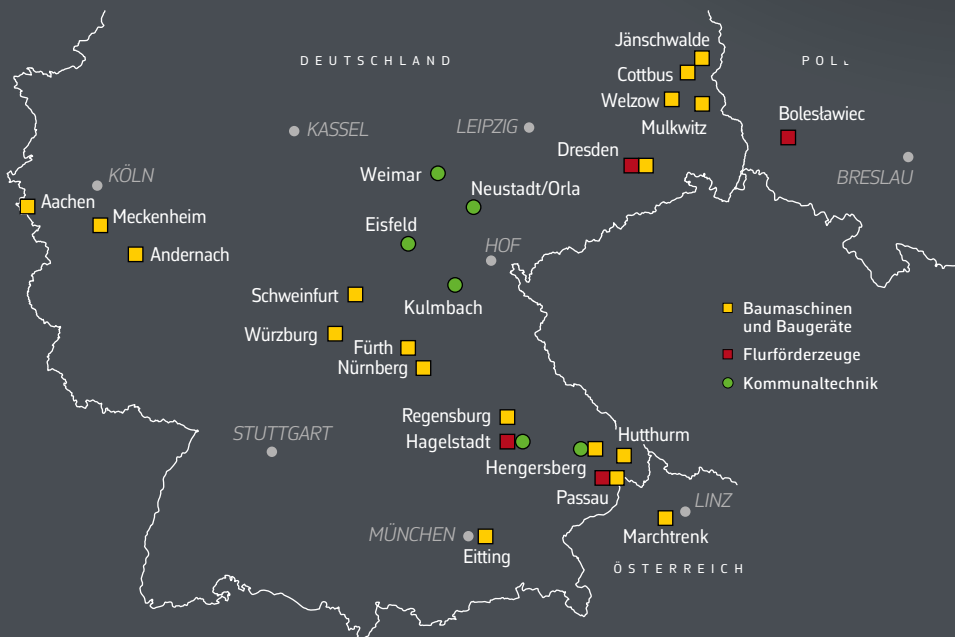 Jänschwalde
DEUTSCHLAND
POL
Cottbus
Welzow
Mulkwitz
Bolesławiec
KASSEL
LEIPZIG
Dresden
BRESLAU
KÖLN
Weimar
Neustadt/Orla
Aachen
Meckenheim
Eisfeld
HOF
Andernach
Schweinfurt
Kulmbach
Baumaschinen
und Baugeräte
Würzburg
Fürth
Flurförderzeuge
Nürnberg
Kommunaltechnik
Regensburg
STUTTGART
Hagelstadt
Hutthurm
Hengersberg
Passau
LINZ
MÜNCHEN
Marchtrenk
Eitting
ÖSTERREICH